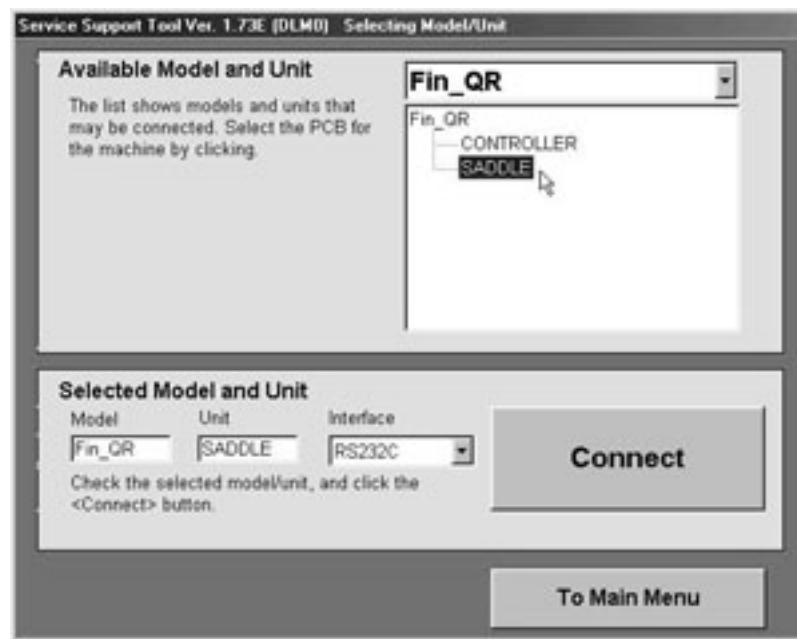 Service Support Tool Ver. 1.73E (DLM0) Selecting Model/Unit
Available Model and Unit
The list shows models and units that
may be connected. Select the PCB for
the machine by clicking.
Fin_QR
Fin_QR
CONTROLLER
SADDLE
Selected Model and Unit
Model Unit Interface
Fin_QR SADDLE RS232C
Check the selected model/unit, and click the
<Connect> button.
Connect
To Main Menu